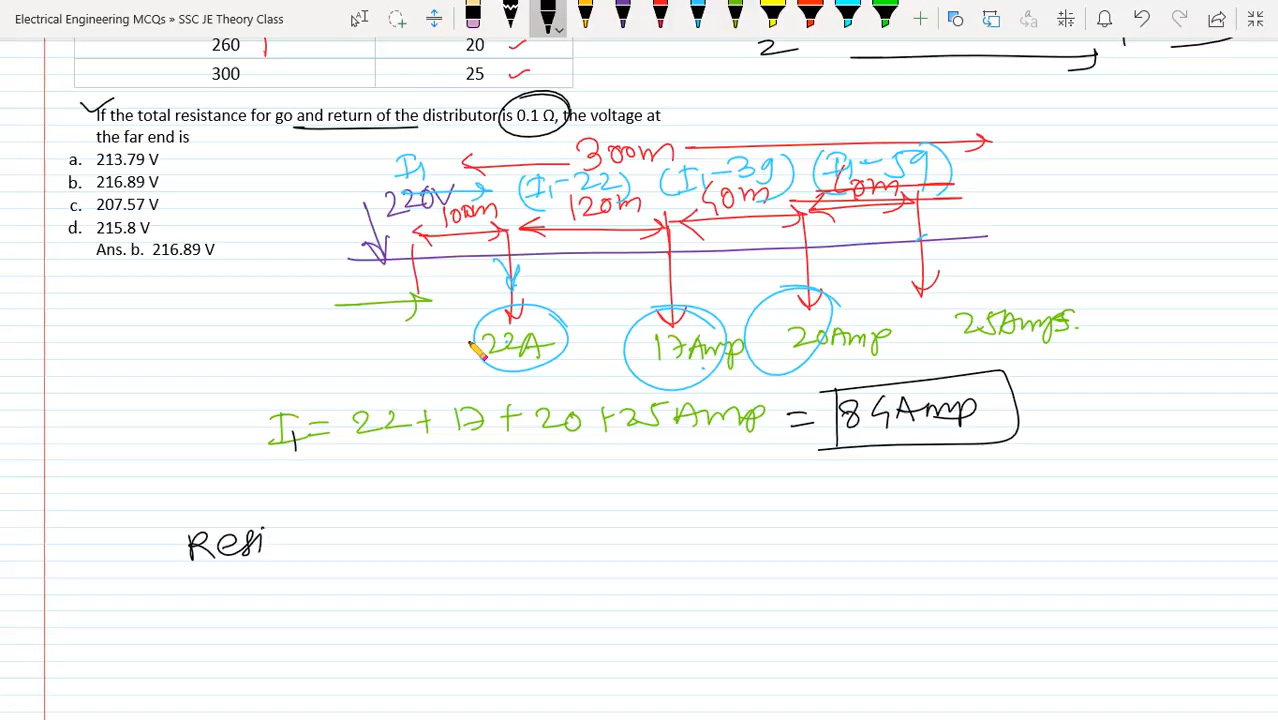 Electrical Engineering MCQs » SSC JE Theory Class
260 20
300 25
2
If the total resistance for go and return of the distributor is 0.1 Ω, the voltage at
the far end is
a. 213.79 V
b. 216.89 V
c. 207.57 V
d. 215.8 V
Ans. b. 216.89 V
300m
I1 (I1-22) (I1-39) (I1-59)
220V 100m 120m 40m 40m
22A 17Amp 20Amp 25Amps.
I1 = 22 + 17 + 20 + 25 Amp = 84Amp
Resi